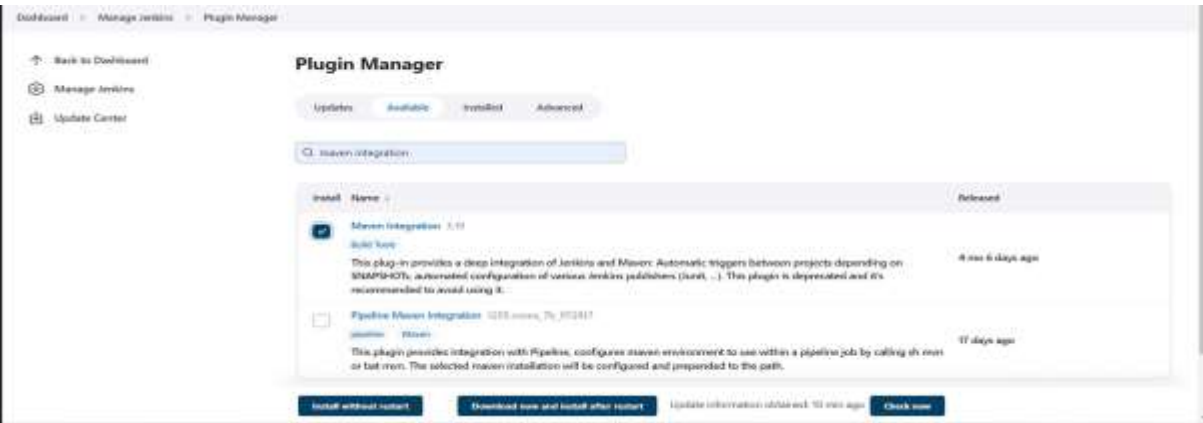 Dashboard > Manage Jenkins > Plugin Manager
Back to Dashboard
Manage Jenkins
Update Center
Plugin Manager
Updates Available Installed Advanced
maven integration
Install Name ↓ Released
Maven Integration
Build Tools
This plug-in provides a deep integration of Jenkins and Maven: Automatic triggers between projects depending on
SNAPSHOTs, automated configuration of various Jenkins publishers (Junit, ...). This plugin is deprecated and it's
recommended to avoid using it.
4 mo 6 days ago
Pipeline Maven Integration
pipeline Maven
This plugin provides integration with Pipeline, configures maven environment to use within a pipeline job by calling sh mvn
or bat mvn. The selected maven installation will be configured and prepended to the path.
17 days ago
Install without restart Download now and install after restart Update information obtained: 10 min ago Check now